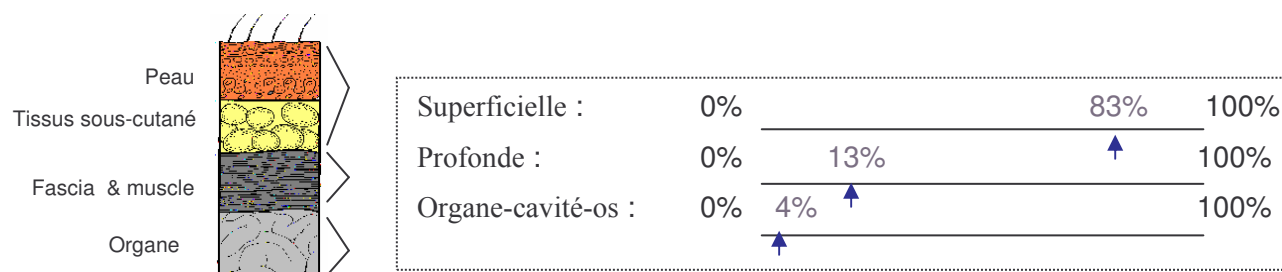 Peau
Tissus sous-cutané
Fascia & muscle
Organe
Superficielle : 0% 83% 100%
Profonde : 0% 13% 100%
Organe-cavité-os : 0% 4% 100%